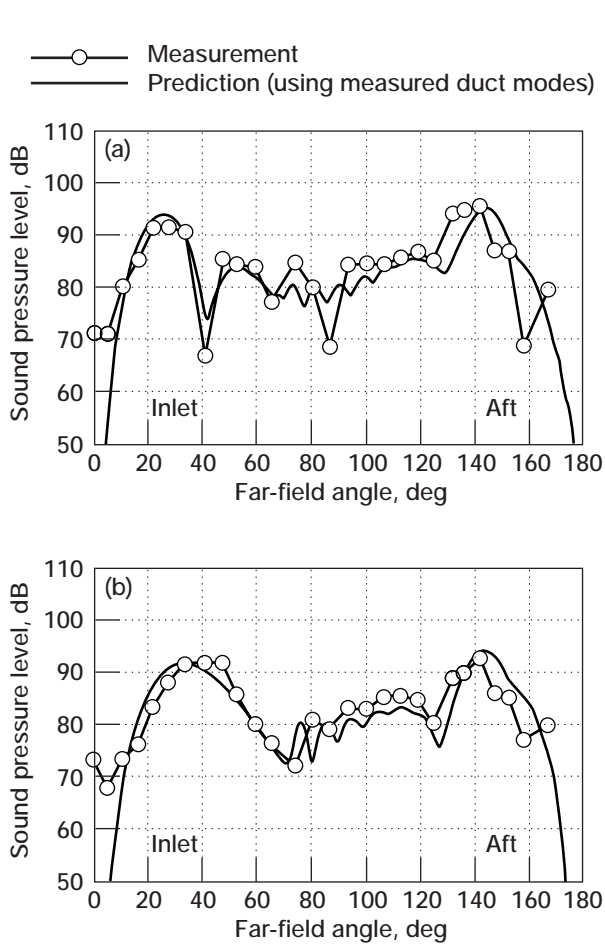 Measurement
Prediction (using measured duct modes)
110
(a)
100
90
80
70
60
50
Sound pressure level, dB
Inlet
Aft
0 20 40 60 80 100 120 140 160 180
Far-field angle, deg
110
(b)
100
90
80
70
60
50
Sound pressure level, dB
Inlet
Aft
0 20 40 60 80 100 120 140 160 180
Far-field angle, deg